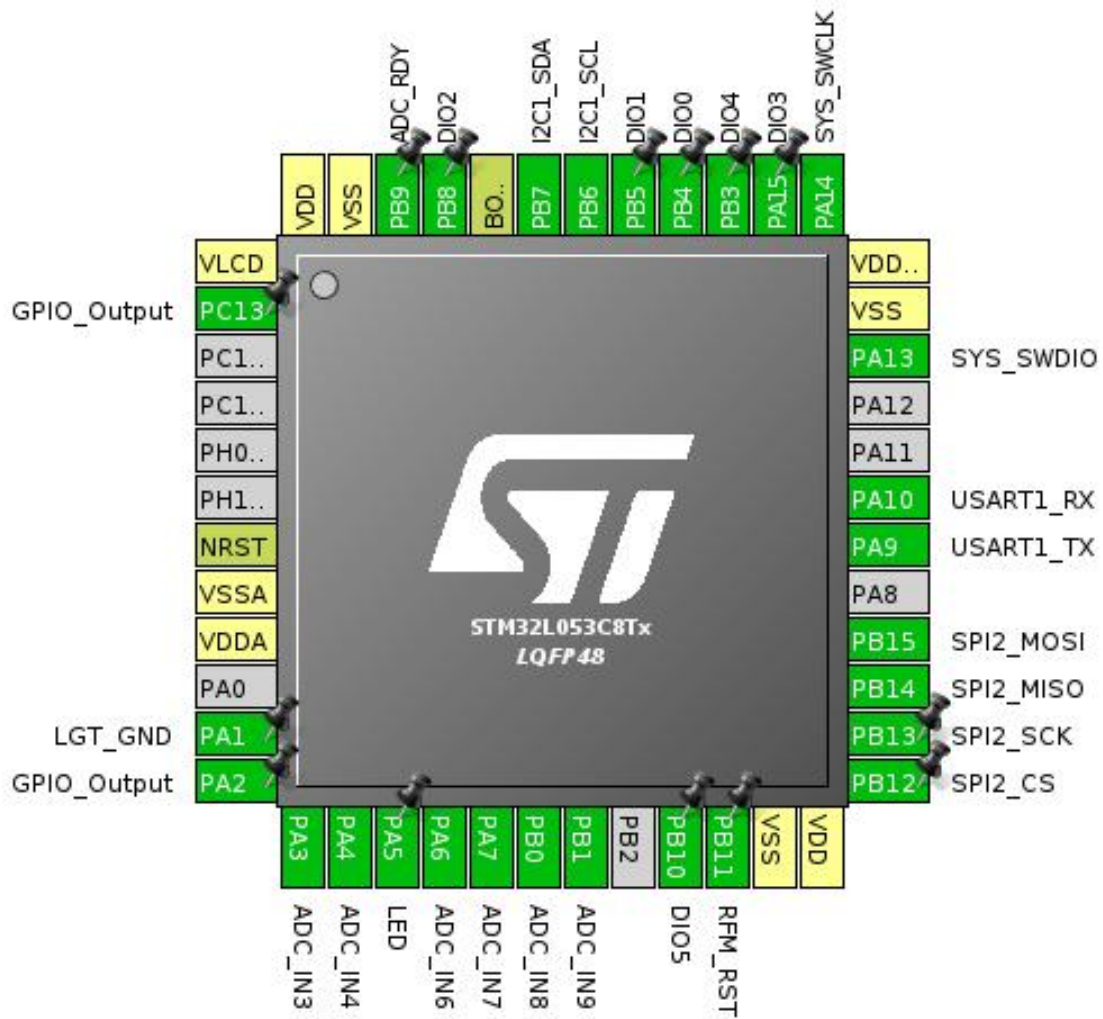 ADC_RDY
DIO2
I2C1_SDA
I2C1_SCL
DIO1
DIO0
DIO4
DIO3
SYS_SWCLK
VDD
VSS
PB9
PB8
BO..
PB7
PB6
PB5
PB4
PB3
PA15
PA14
VLCD
GPIO_Output PC13
PC1..
PC1..
PH0..
PH1..
NRST
VSSA
VDDA
PA0
LGT_GND PA1
GPIO_Output PA2
STM32L053C8Tx
LQFP48
VDD..
VSS
PA13 SYS_SWDIO
PA12
PA11
PA10 USART1_RX
PA9 USART1_TX
PA8
PB15 SPI2_MOSI
PB14 SPI2_MISO
PB13 SPI2_SCK
PB12 SPI2_CS
PA3
PA4
PA5
PA6
PA7
PB0
PB1
PB2
PB10
PB11
VSS
VDD
ADC_IN3
ADC_IN4
LED
ADC_IN6
ADC_IN7
ADC_IN8
ADC_IN9
DIO5
RFM_RST